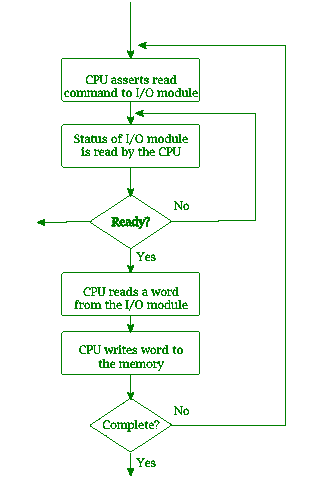 CPU asserts read
command to I/O module
Status of I/O module
is read by the CPU
Ready?
No
Yes
CPU reads a word
from the I/O module
CPU writes word to
the memory
Complete?
No
Yes